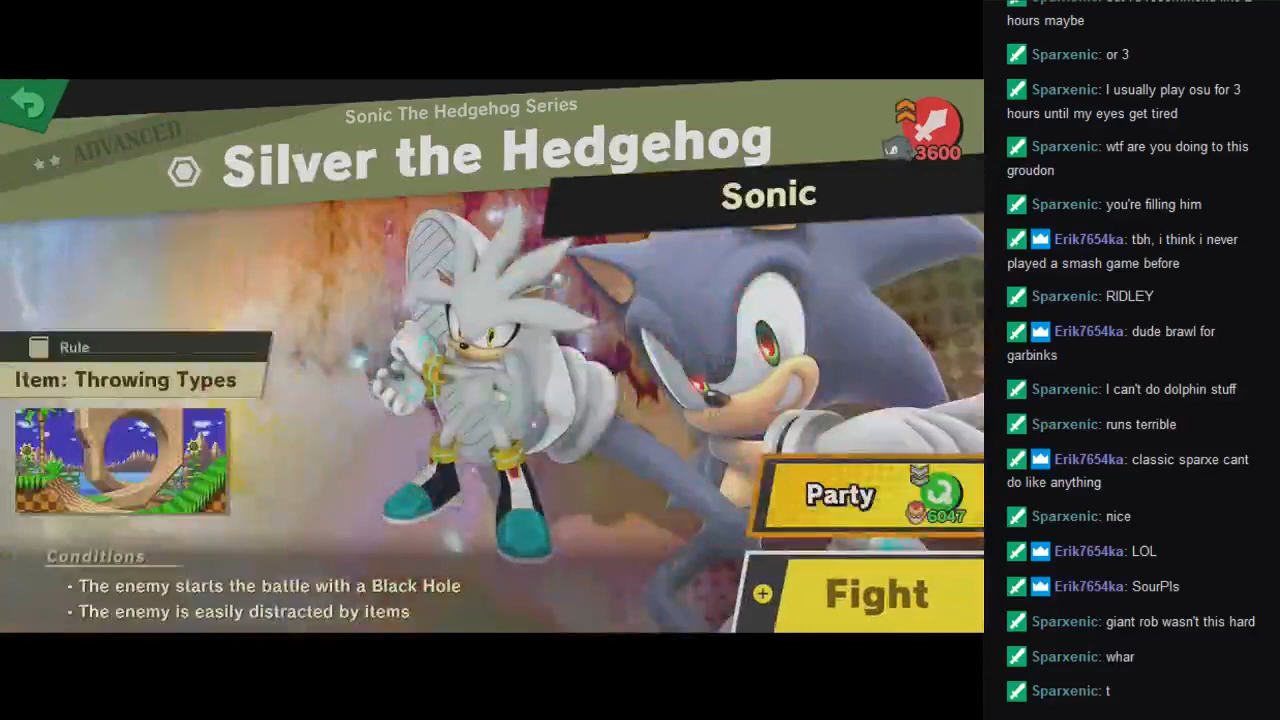 Sonic The Hedgehog Series
ADVANCED
Silver the Hedgehog
3600
Sonic
Rule
Item: Throwing Types
Party
6047
Conditions
- The enemy starts the battle with a Black Hole
- The enemy is easily distracted by items
Fight
hours maybe
Sparxenic: or 3
Sparxenic: I usually play osu for 3
hours until my eyes get tired
Sparxenic: wtf are you doing to this
groudon
Sparxenic: you're filling him
Erik7654ka: tbh, i think i never
played a smash game before
Sparxenic: RIDLEY
Erik7654ka: dude brawl for
garbinks
Sparxenic: I can't do dolphin stuff
Sparxenic: runs terrible
Erik7654ka: classic sparxe cant
do like anything
Sparxenic: nice
Erik7654ka: LOL
Erik7654ka: SourPls
Sparxenic: giant rob wasn't this hard
Sparxenic: whar
Sparxenic: t